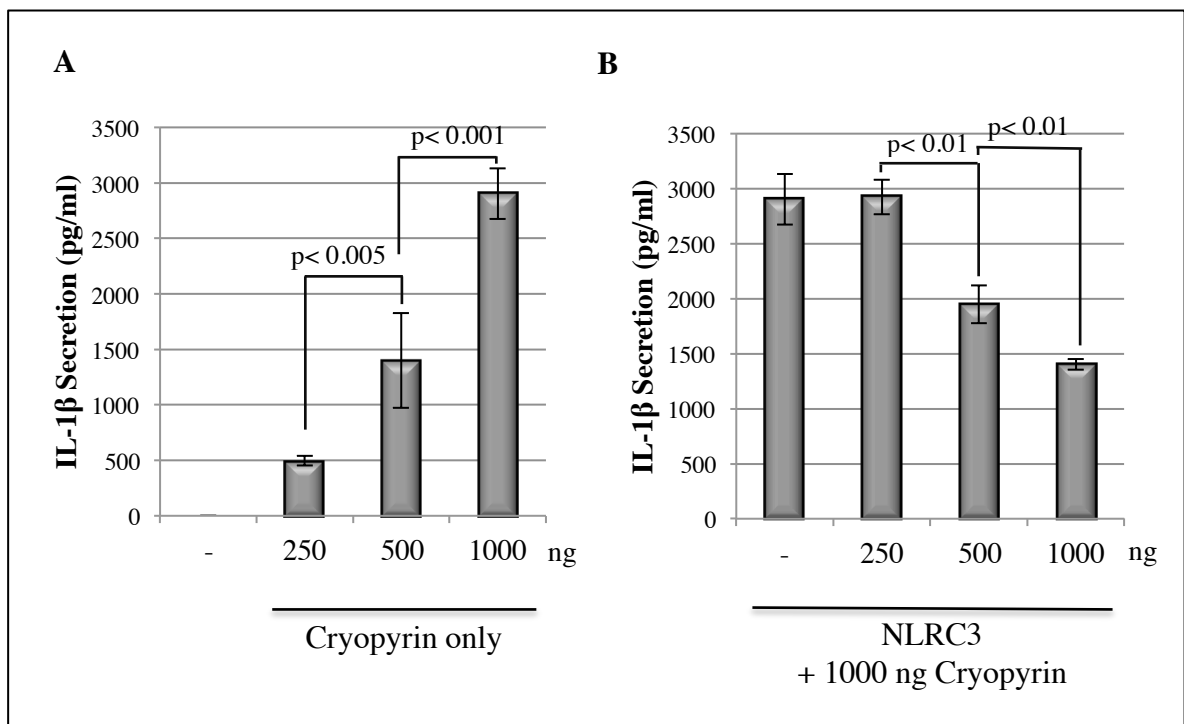 A
IL-1β Secretion (pg/ml)
3500
3000
2500
2000
1500
1000
500
0
p< 0.001
p< 0.005
- 250 500 1000 ng
Cryopyrin only
B
IL-1β Secretion (pg/ml)
3500
3000
2500
2000
1500
1000
500
0
p< 0.01
p< 0.01
- 250 500 1000 ng
NLRC3
+ 1000 ng Cryopyrin